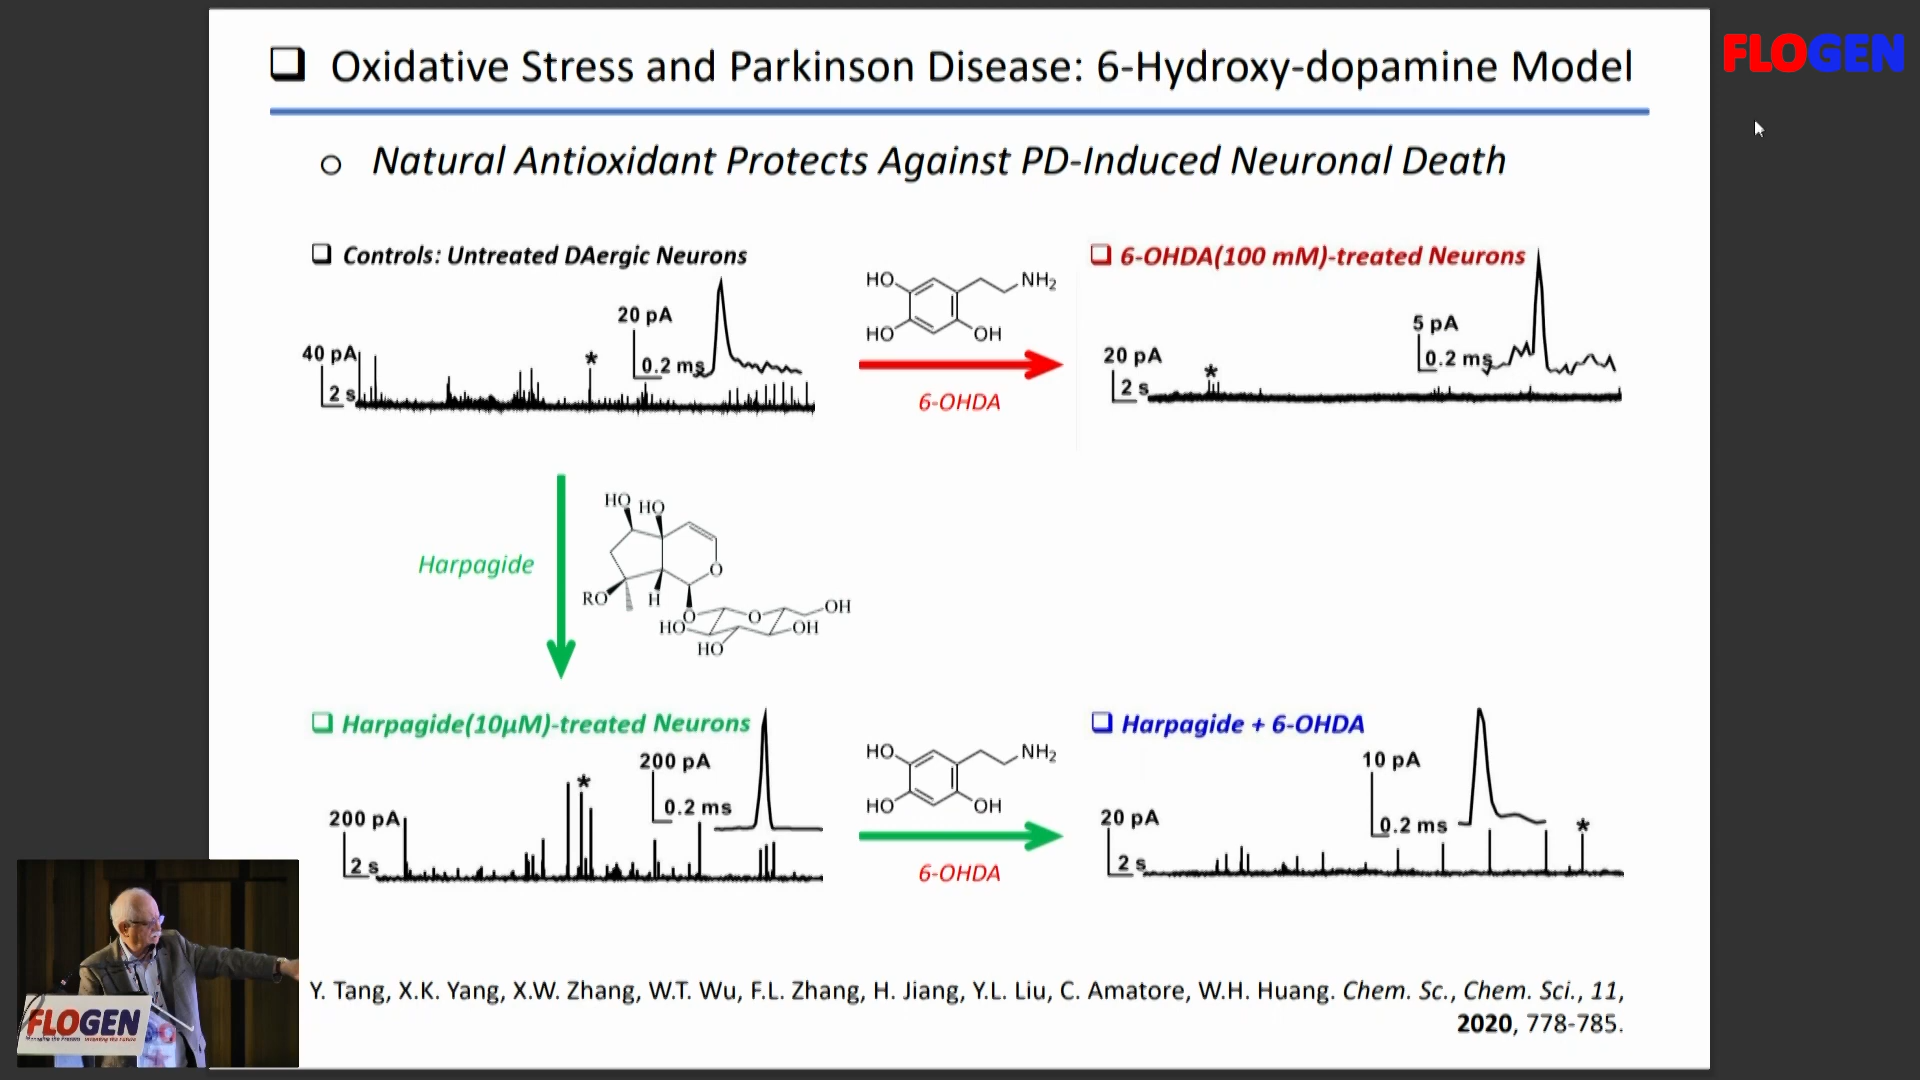 Oxidative Stress and Parkinson Disease: 6-Hydroxy-dopamine Model
FLOGEN
Natural Antioxidant Protects Against PD-Induced Neuronal Death
Controls: Untreated DAergic Neurons
20 pA
0.2 ms
40 pA
2 s
*
HO
HO
NH2
OH
6-OHDA
6-OHDA(100 mM)-treated Neurons
5 pA
0.2 ms
20 pA
2 s
*
Harpagide
HO
HO
O
RO
H
O
O
OH
HO
OH
HO
Harpagide(10µM)-treated Neurons
200 pA
0.2 ms
200 pA
2 s
*
HO
HO
NH2
OH
6-OHDA
Harpagide + 6-OHDA
10 pA
0.2 ms
20 pA
2 s
*
Y. Tang, X.K. Yang, X.W. Zhang, W.T. Wu, F.L. Zhang, H. Jiang, Y.L. Liu, C. Amatore, W.H. Huang. Chem. Sc., Chem. Sci., 11,
2020, 778-785.
FLOGEN